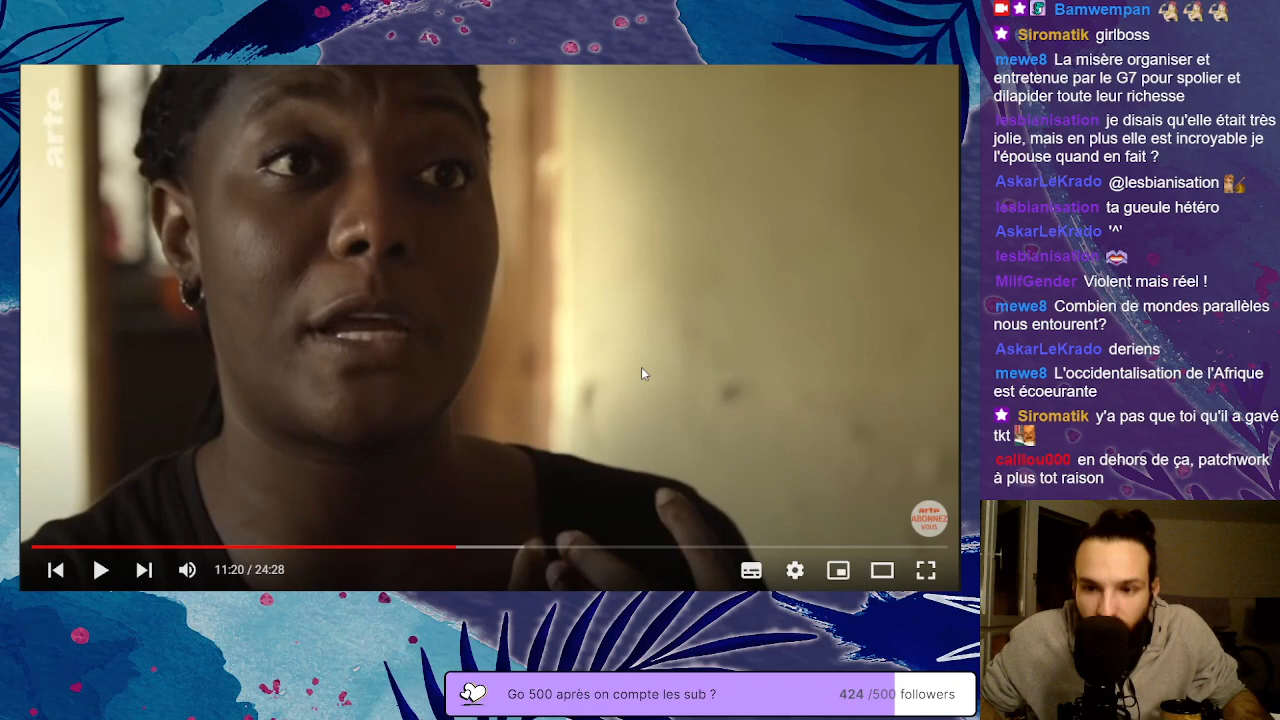 arte
arte
ABONNEZ
VOUS
11:20 / 24:28
Bamwempan
Siromatik girlboss
mewe8 La misère organiser et
entretenue par le G7 pour spolier et
dilapider toute leur richesse
lesbianisation je disais qu'elle était très
jolie, mais en plus elle est incroyable je
l'épouse quand en fait ?
AskarLeKrado @lesbianisation
lesbianisation ta gueule hétéro
AskarLeKrado '^'
lesbianisation
MilfGender Violent mais réel !
mewe8 Combien de mondes parallèles
nous entourent?
AskarLeKrado deriens
mewe8 L'occidentalisation de l'Afrique
est écoeurante
Siromatik y'a pas que toi qu'il a gavé
tkt
caillou000 en dehors de ça, patchwork
à plus tot raison
Go 500 après on compte les sub ?
424 /500 followers